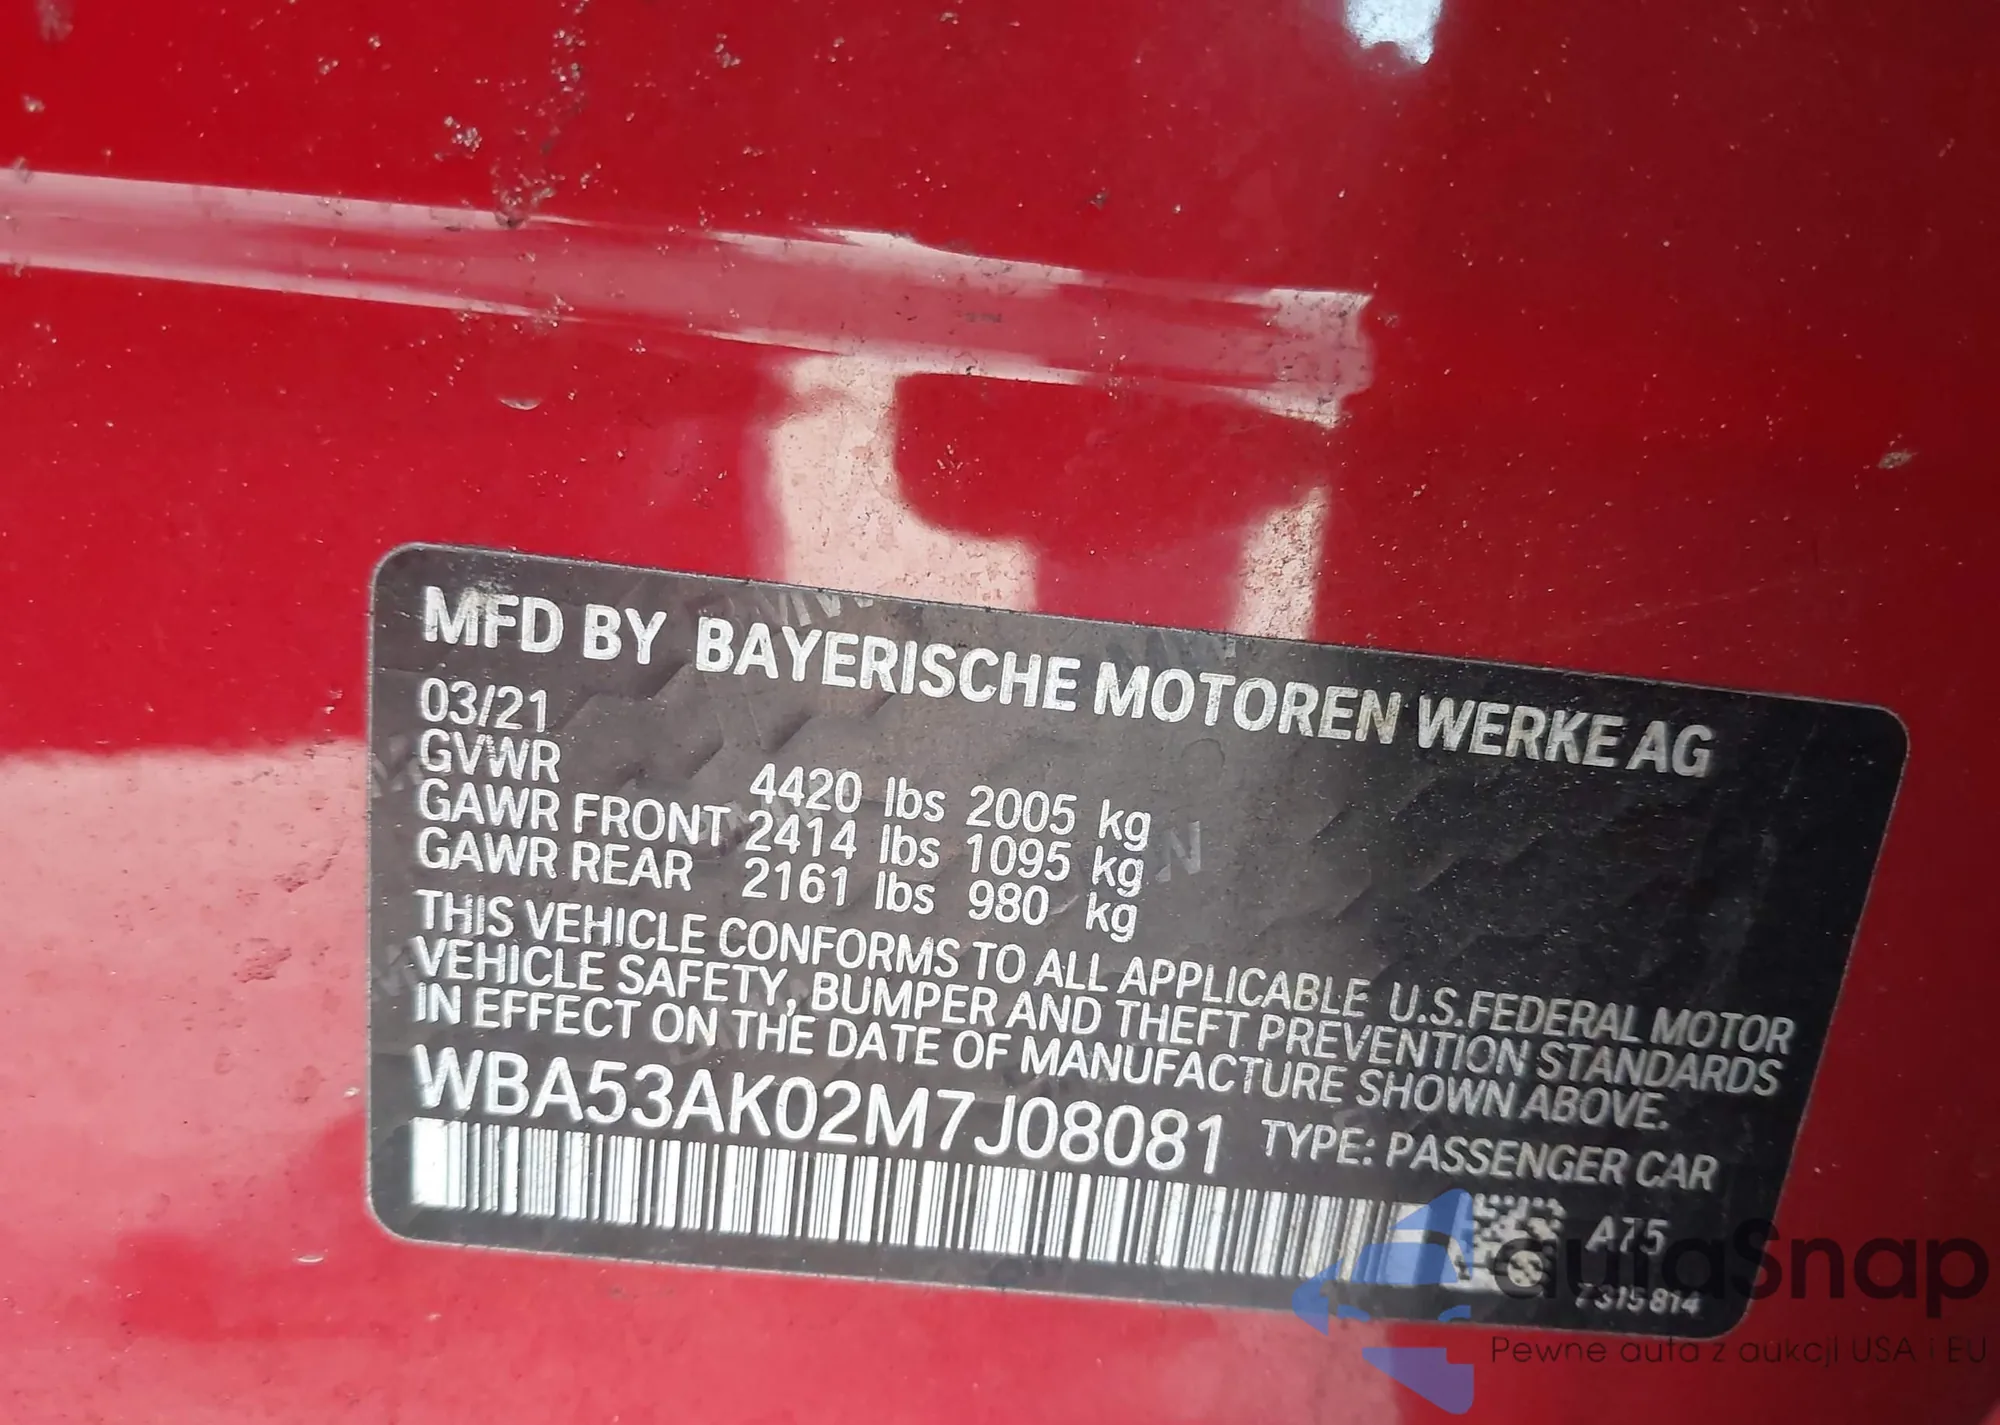 MFD BY BAYERISCHE MOTOREN WERKE AG
03/21
GVWR 4420 lbs 2005 kg
GAWR FRONT 2414 lbs 1095 kg
GAWR REAR 2161 lbs 980 kg
THIS VEHICLE CONFORMS TO ALL APPLICABLE U.S.FEDERAL MOTOR
VEHICLE SAFETY, BUMPER AND THEFT PREVENTION STANDARDS
IN EFFECT ON THE DATE OF MANUFACTURE SHOWN ABOVE.
WBA53AK02M7J08081 TYPE: PASSENGER CAR
A75
7315814
autaSnap
Pewne auta z aukcji USA i EU